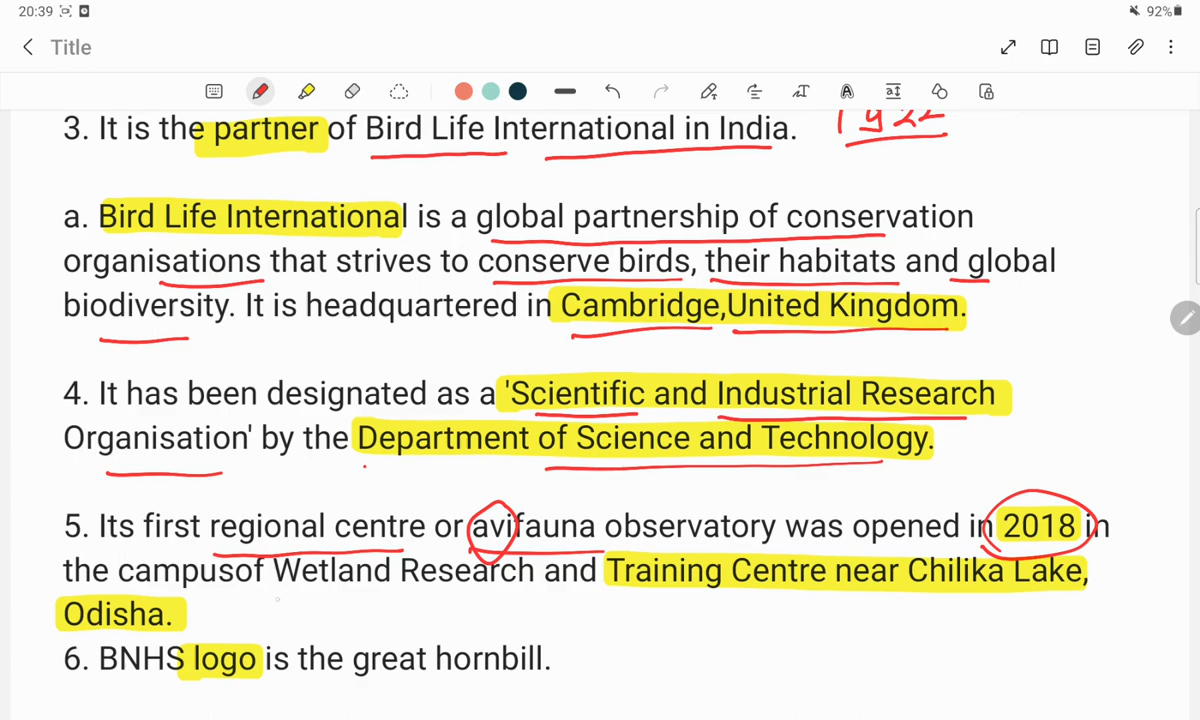 20:39
92%
Title
3. It is the partner of Bird Life International in India. 1922
a. Bird Life International is a global partnership of conservation
organisations that strives to conserve birds, their habitats and global
biodiversity. It is headquartered in Cambridge,United Kingdom.
4. It has been designated as a 'Scientific and Industrial Research
Organisation' by the Department of Science and Technology.
5. Its first regional centre or avifauna observatory was opened in 2018 in
the campusof Wetland Research and Training Centre near Chilika Lake,
Odisha.
6. BNHS logo is the great hornbill.